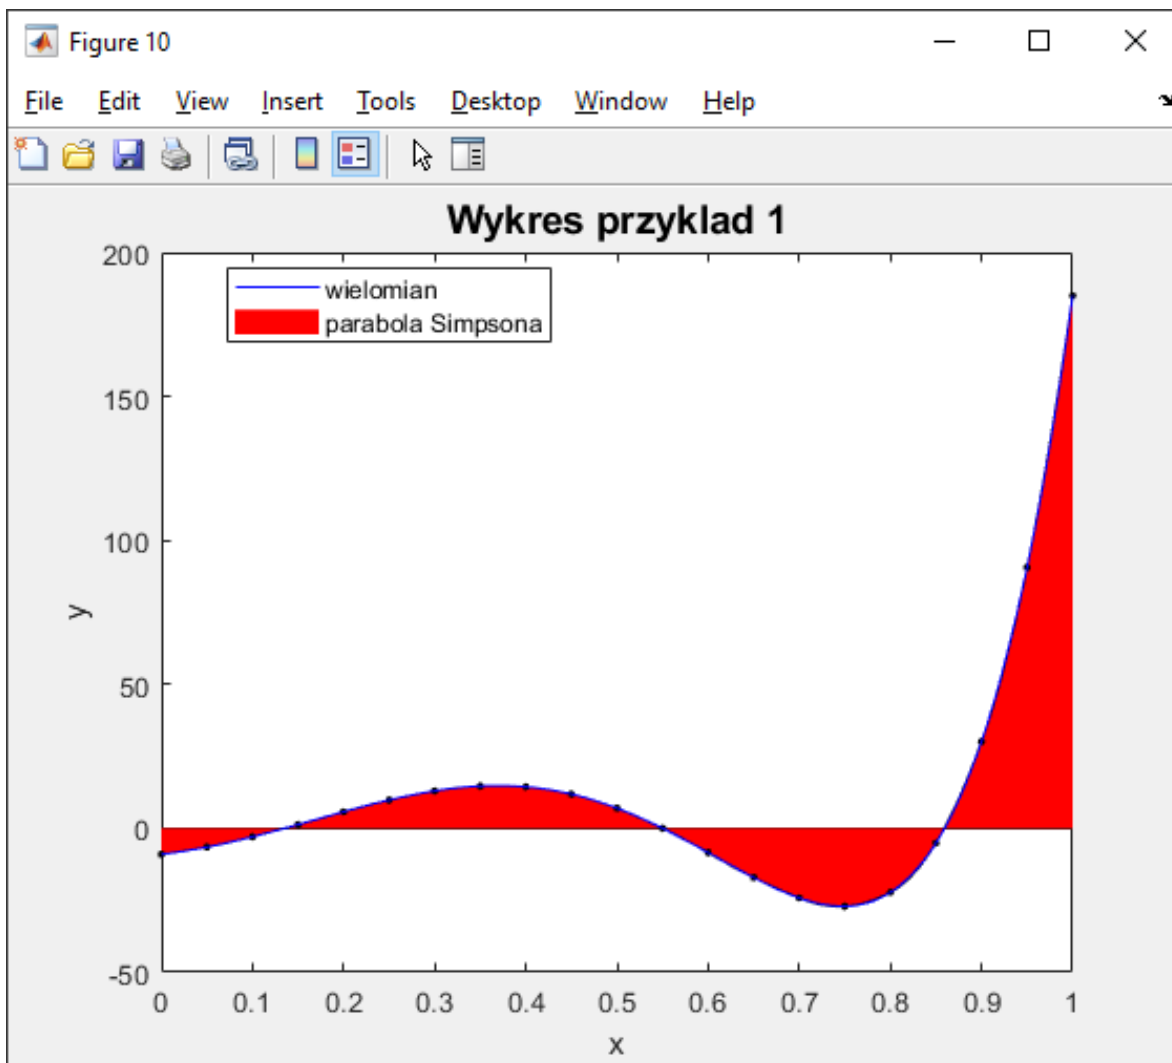 Figure 10
File Edit View Insert Tools Desktop Window Help
Wykres przyklad 1
wielomian
parabola Simpsona
200
150
100
50
0
-50
y
0 0.1 0.2 0.3 0.4 0.5 0.6 0.7 0.8 0.9 1
x